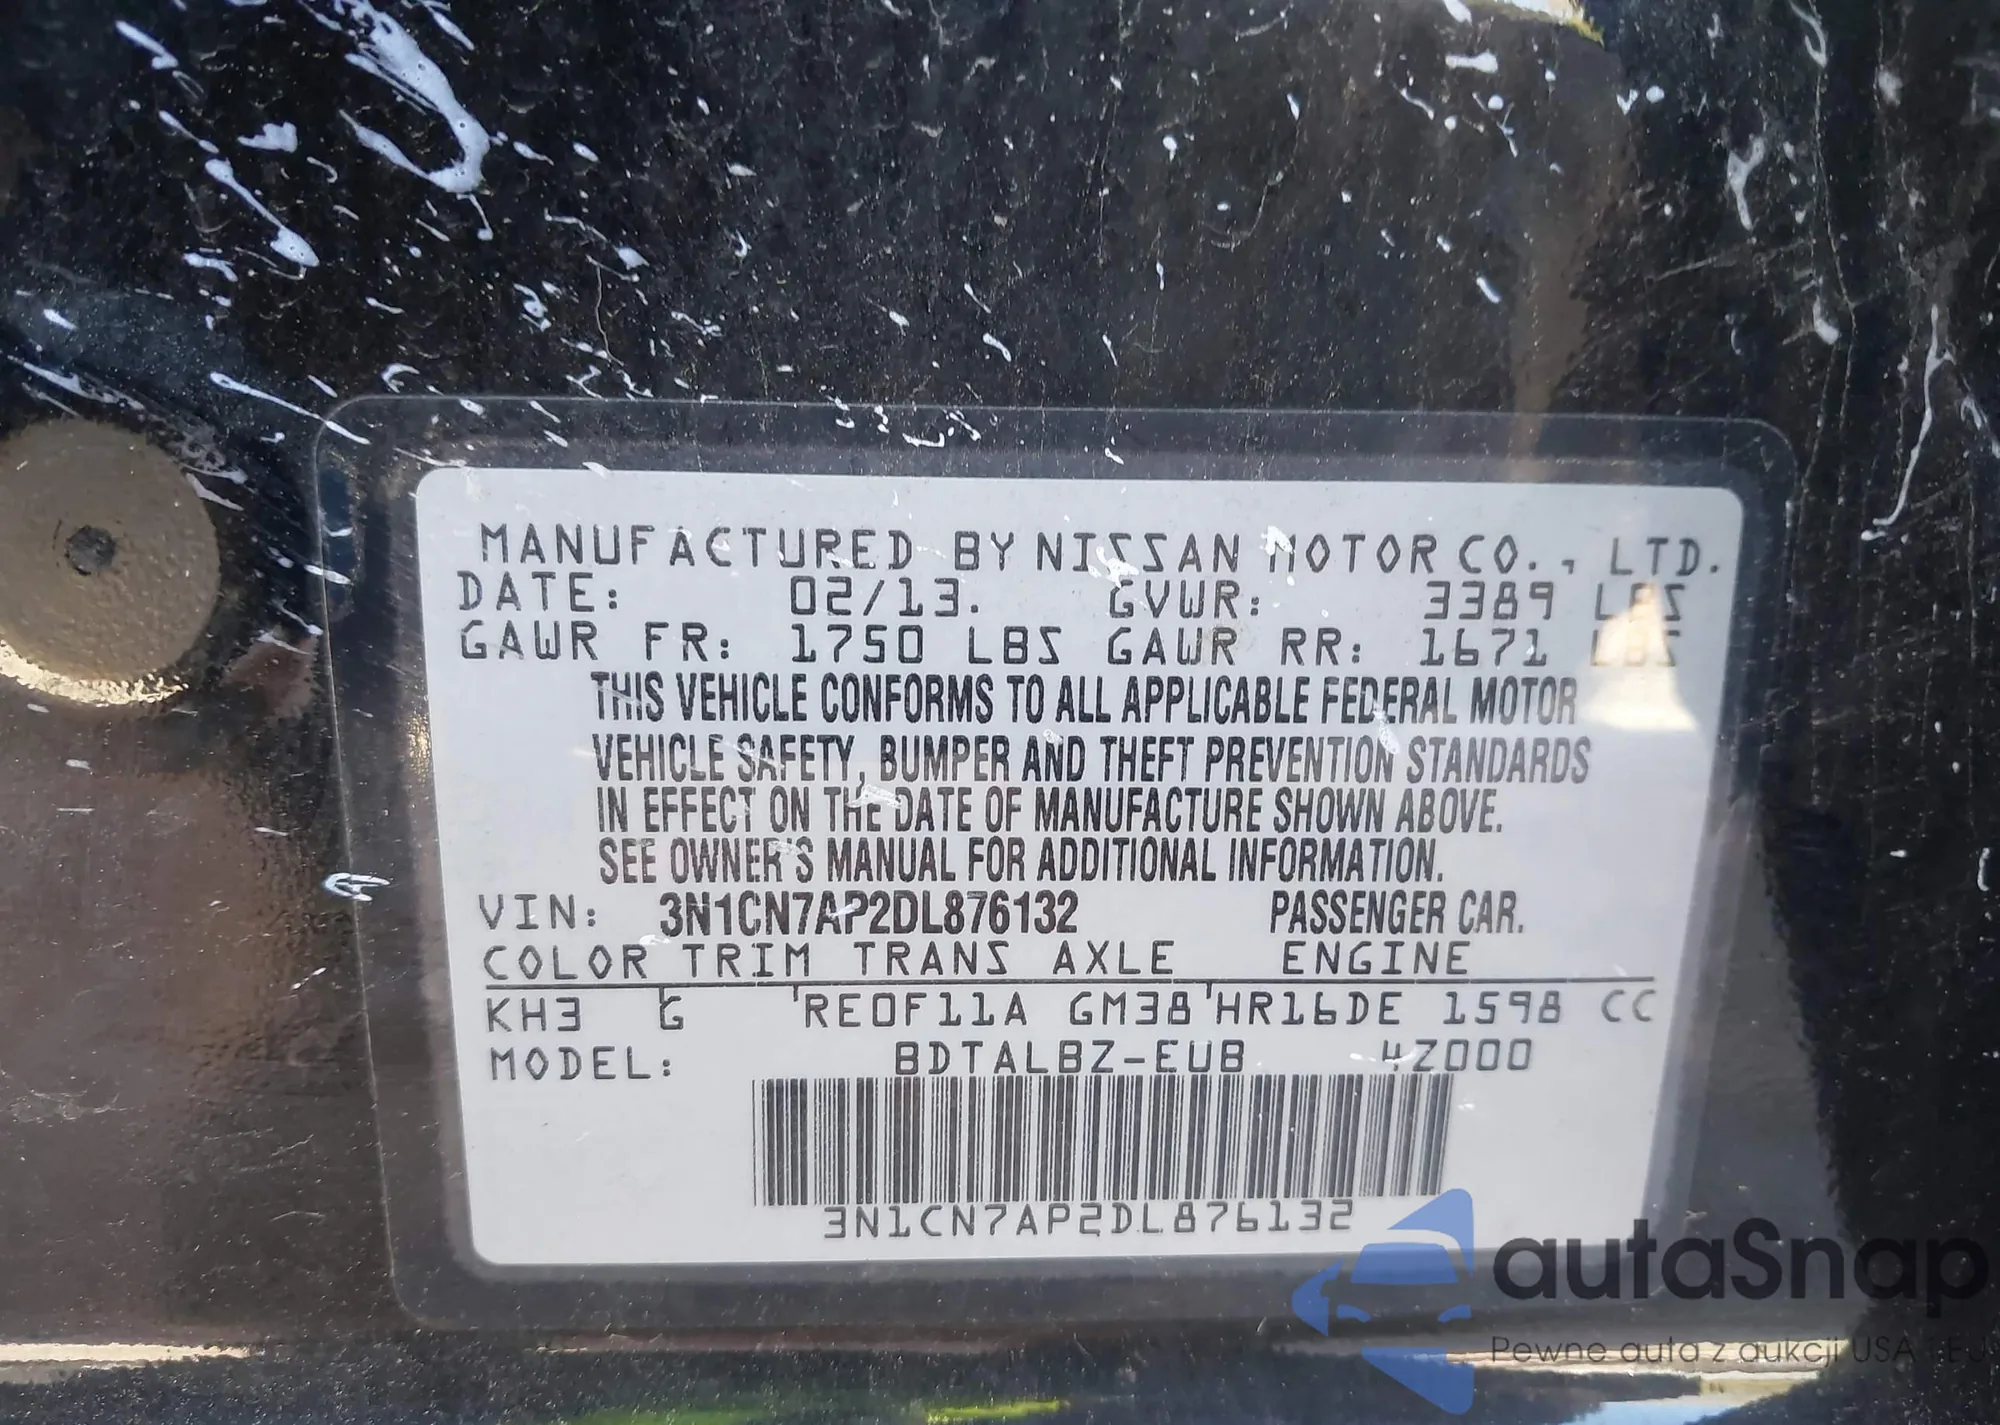 MANUFACTURED BY NISSAN MOTOR CO., LTD.
DATE: 02/13. GVWR: 3389 LBS
GAWR FR: 1750 LBS GAWR RR: 1671 LBS
THIS VEHICLE CONFORMS TO ALL APPLICABLE FEDERAL MOTOR
VEHICLE SAFETY, BUMPER AND THEFT PREVENTION STANDARDS
IN EFFECT ON THE DATE OF MANUFACTURE SHOWN ABOVE.
SEE OWNER'S MANUAL FOR ADDITIONAL INFORMATION.
VIN: 3N1CN7AP2DL876132 PASSENGER CAR.
COLOR TRIM TRANS AXLE ENGINE
KH3 G RE0F11A GM38 HR16DE 1598 CC
MODEL: BDTALBZ-EUB 4Z000
3N1CN7AP2DL876132
autaSnap
Pewne auta z aukcji USA i EU